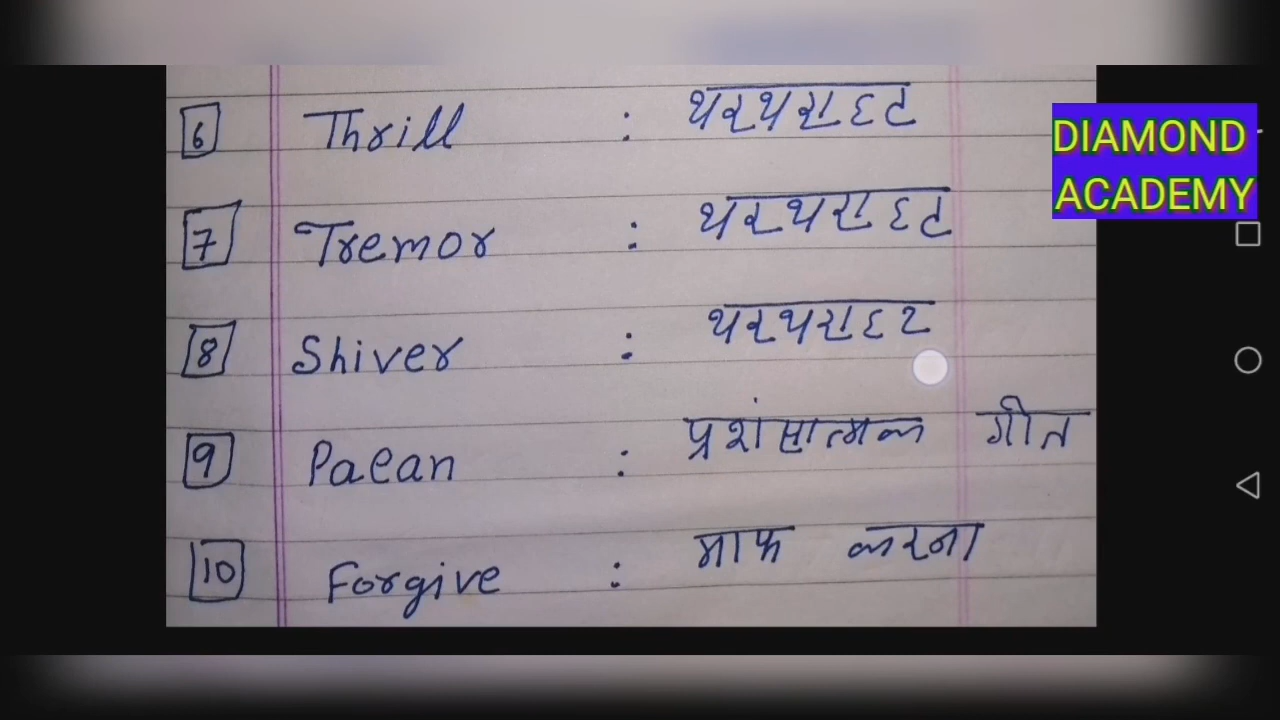 6 Thrill : थरथराहट
7 Tremor : थरथराहट
8 Shiver : थरथराहट
9 Paean : प्रशंसात्मक गीत
10 Forgive : माफ करना
DIAMOND
ACADEMY